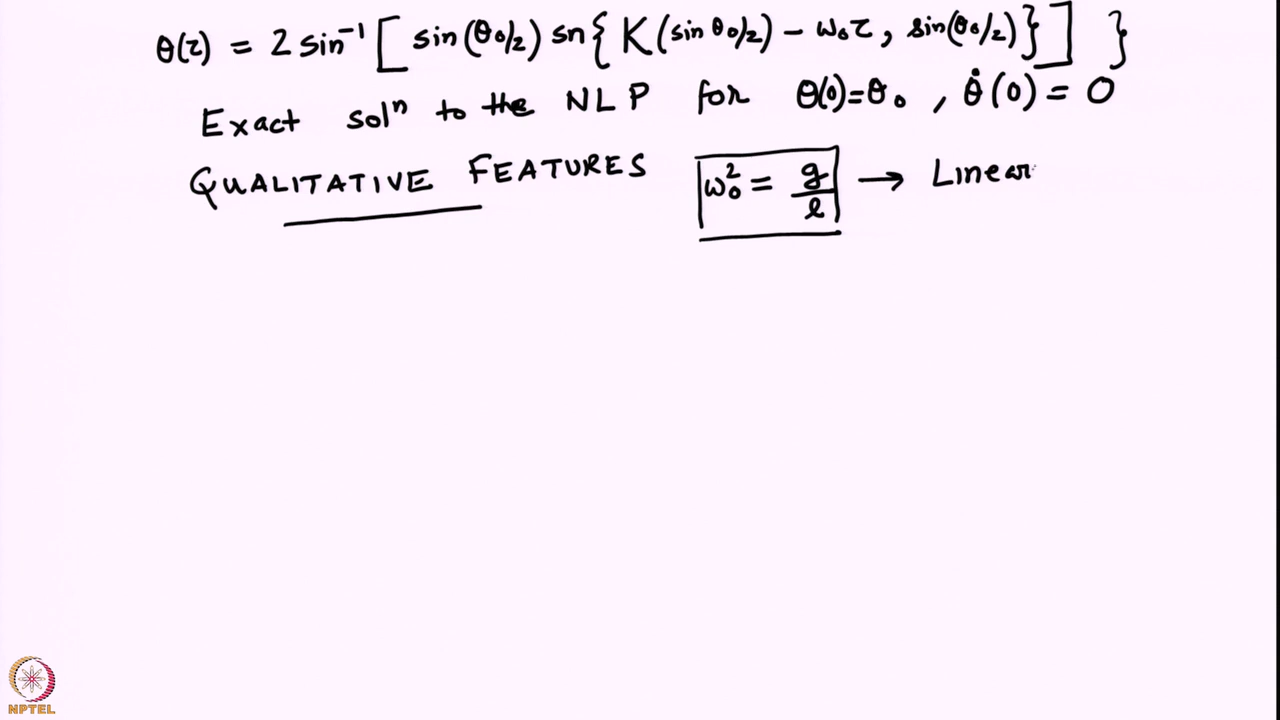 θ(τ) = 2 sin⁻¹ [ sin(θ₀/2) sn{ K(sin θ₀/2) − ω₀τ , sin(θ₀/2)} ] }
Exact solⁿ to the NLP for θ(0)=θ₀ , θ̇(0) = 0
QUALITATIVE FEATURES ω₀² = g/l → Linear
NPTEL